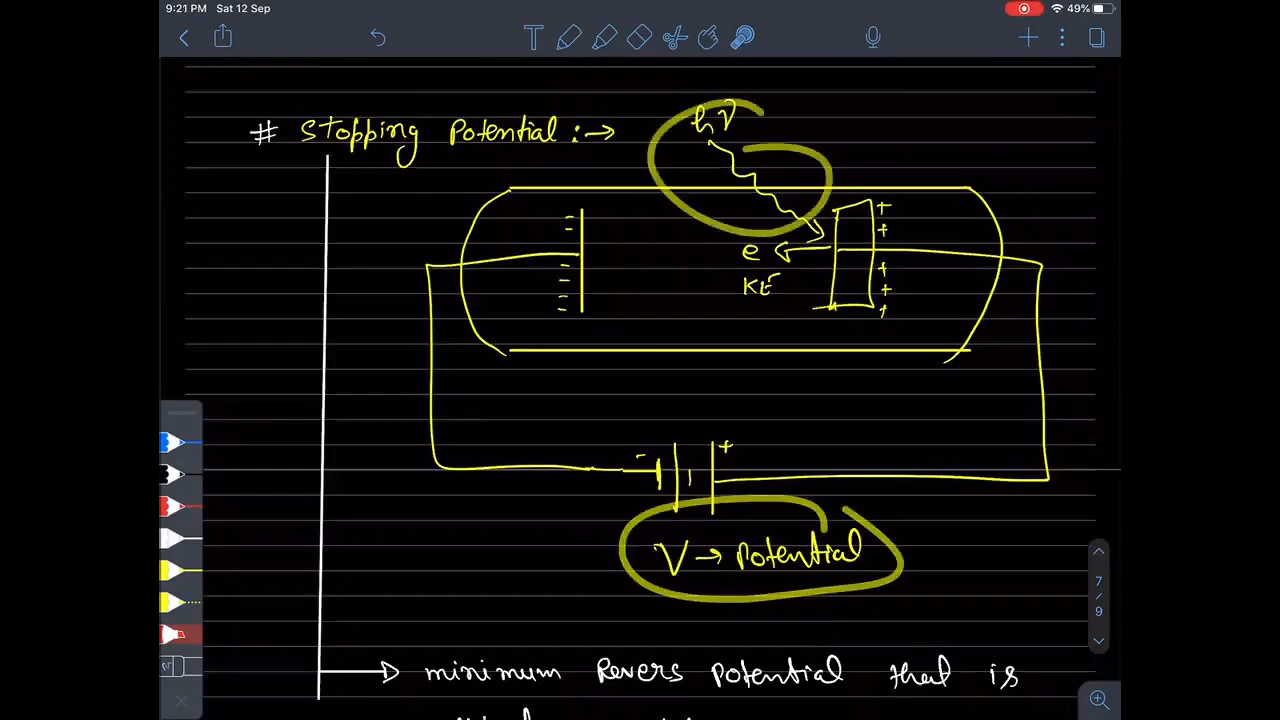 9:21 PM Sat 12 Sep 49%
# Stopping Potential :→
hν
e
KE
- +
V → potential
7
/
9
→ minimum Revers potential that is